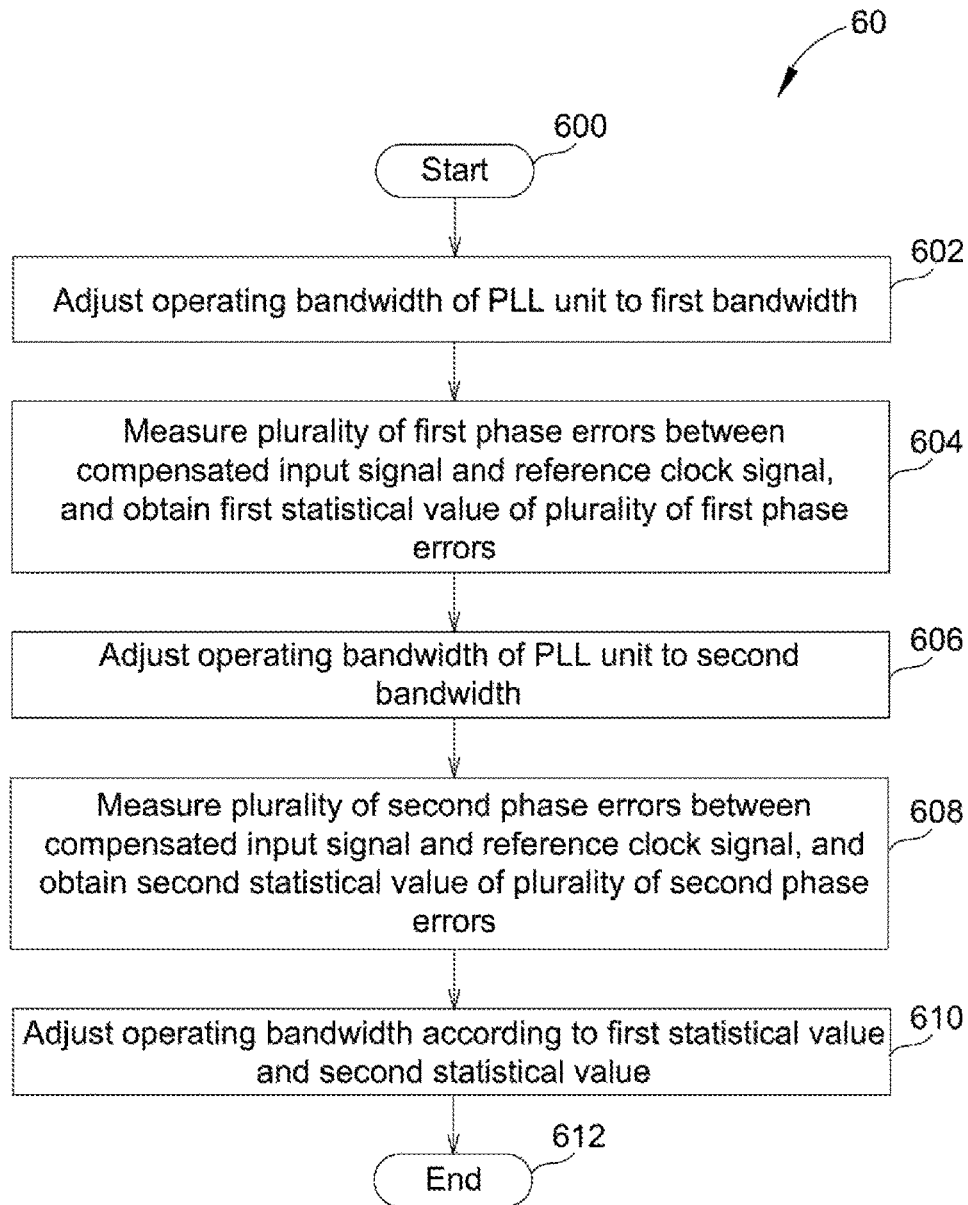 60
600
Start
602
Adjust operating bandwidth of PLL unit to first bandwidth
Measure plurality of first phase errors between
compensated input signal and reference clock signal,
and obtain first statistical value of plurality of first phase
errors
604
Adjust operating bandwidth of PLL unit to second
bandwidth
606
Measure plurality of second phase errors between
compensated input signal and reference clock signal, and
obtain second statistical value of plurality of second phase
errors
608
Adjust operating bandwidth according to first statistical value
and second statistical value
610
612
End